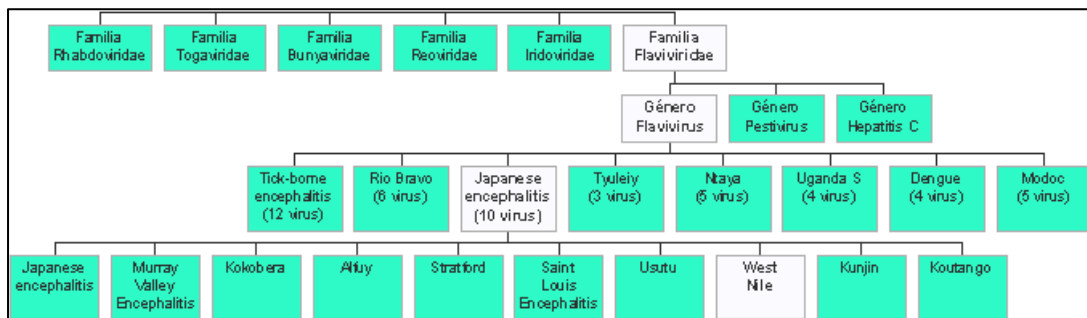 Familia
Rhabdoviridae
Familia
Togaviridae
Familia
Bunyaviridae
Familia
Reoviridae
Familia
Iridoviridae
Familia
Flaviviridae
Género
Flavivirus
Género
Pestivirus
Género
Hepatitis C
Tick-borne
encephalitis
(12 virus)
Rio Bravo
(6 virus)
Japanese
encephalitis
(10 virus)
Tyuleiy
(3 virus)
Ntaya
(5 virus)
Uganda S
(4 virus)
Dengue
(4 virus)
Modoc
(5 virus)
Japanese
encephalitis
Murray
Valley
Encephalitis
Kokobera
Alfuy
Stratford
Saint
Louis
Encephalitis
Usutu
West
Nile
Kunjin
Koutango